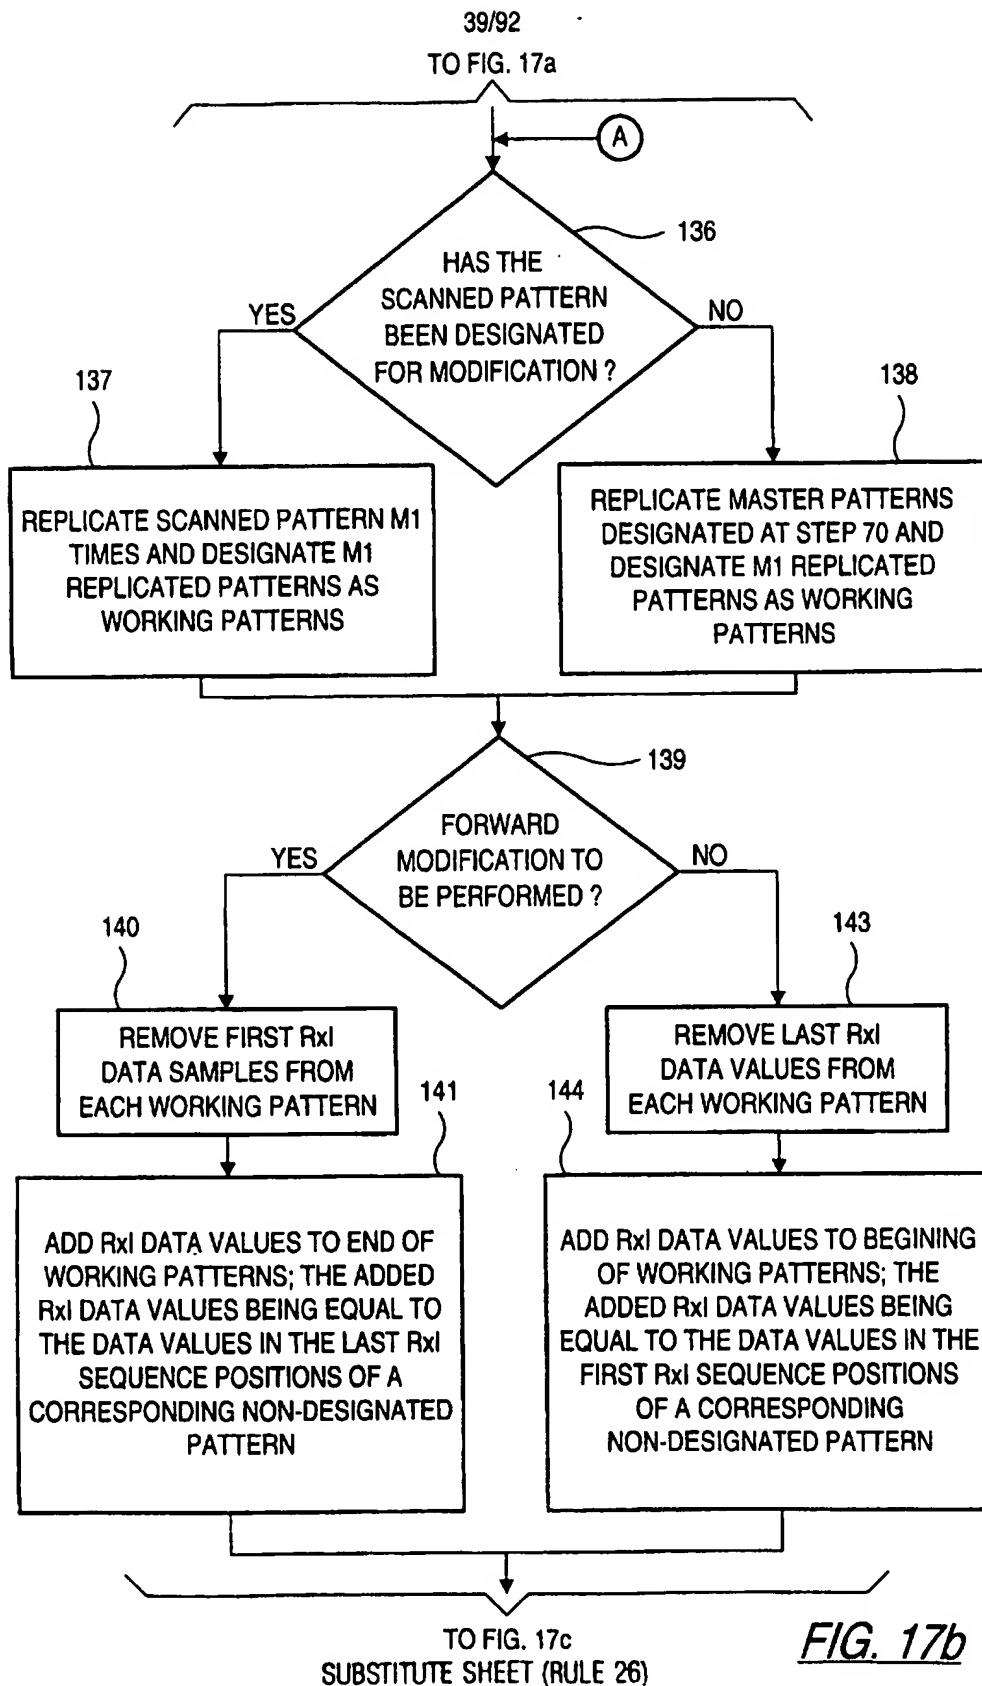 39/92
TO FIG. 17a
A
136
HAS THE
SCANNED PATTERN
BEEN DESIGNATED
FOR MODIFICATION ?
YES
NO
137
138
REPLICATE SCANNED PATTERN M1
TIMES AND DESIGNATE M1
REPLICATED PATTERNS AS
WORKING PATTERNS
REPLICATE MASTER PATTERNS
DESIGNATED AT STEP 70 AND
DESIGNATE M1 REPLICATED
PATTERNS AS WORKING
PATTERNS
139
FORWARD
MODIFICATION TO
BE PERFORMED ?
YES
NO
140
143
REMOVE FIRST RxI
DATA SAMPLES FROM
EACH WORKING PATTERN
REMOVE LAST RxI
DATA VALUES FROM
EACH WORKING PATTERN
141
144
ADD RxI DATA VALUES TO END OF
WORKING PATTERNS; THE ADDED
RxI DATA VALUES BEING EQUAL TO
THE DATA VALUES IN THE LAST RxI
SEQUENCE POSITIONS OF A
CORRESPONDING NON-DESIGNATED
PATTERN
ADD RxI DATA VALUES TO BEGINING
OF WORKING PATTERNS; THE
ADDED RxI DATA VALUES BEING
EQUAL TO THE DATA VALUES IN THE
FIRST RxI SEQUENCE POSITIONS
OF A CORRESPONDING
NON-DESIGNATED PATTERN
TO FIG. 17c
SUBSTITUTE SHEET (RULE 26)
FIG. 17b